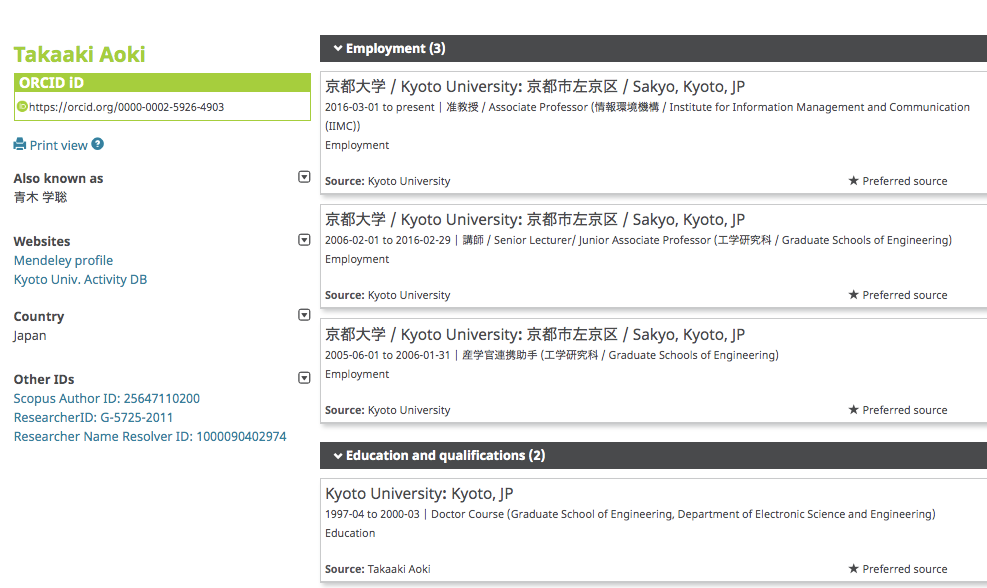 Takaaki Aoki
ORCID iD
https://orcid.org/0000-0002-5926-4903
Print view
Also known as
青木 学聡
Websites
Mendeley profile
Kyoto Univ. Activity DB
Country
Japan
Other IDs
Scopus Author ID: 25647110200
ResearcherID: G-5725-2011
Researcher Name Resolver ID: 1000090402974
Employment (3)
京都大学 / Kyoto University: 京都市左京区 / Sakyo, Kyoto, JP
2016-03-01 to present | 准教授 / Associate Professor (情報環境機構 / Institute for Information Management and Communication
(IIMC))
Employment
Source: Kyoto University
★ Preferred source
京都大学 / Kyoto University: 京都市左京区 / Sakyo, Kyoto, JP
2006-02-01 to 2016-02-29 | 講師 / Senior Lecturer/ Junior Associate Professor (工学研究科 / Graduate Schools of Engineering)
Employment
Source: Kyoto University
★ Preferred source
京都大学 / Kyoto University: 京都市左京区 / Sakyo, Kyoto, JP
2005-06-01 to 2006-01-31 | 産学官連携助手 (工学研究科 / Graduate Schools of Engineering)
Employment
Source: Kyoto University
★ Preferred source
Education and qualifications (2)
Kyoto University: Kyoto, JP
1997-04 to 2000-03 | Doctor Course (Graduate School of Engineering, Department of Electronic Science and Engineering)
Education
Source: Takaaki Aoki
★ Preferred source